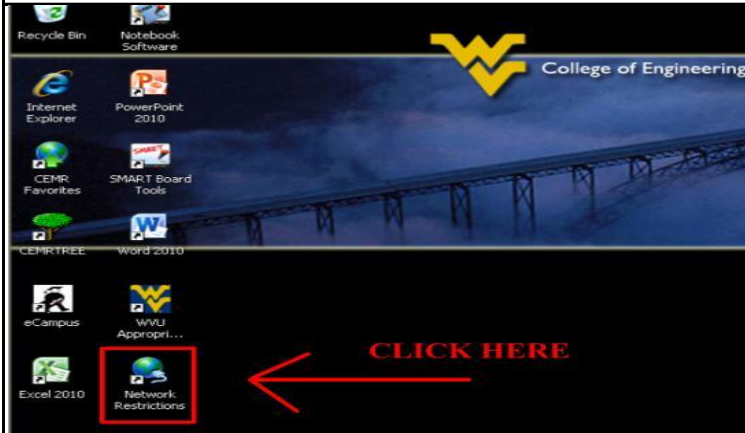 Recycle Bin
Notebook
Software
College of Engineering
Internet
Explorer
PowerPoint
2010
CEMR
Favorites
SMART Board
Tools
CEMRTREE
Word 2010
eCampus
WVU
Appropri...
CLICK HERE
Excel 2010
Network
Restrictions